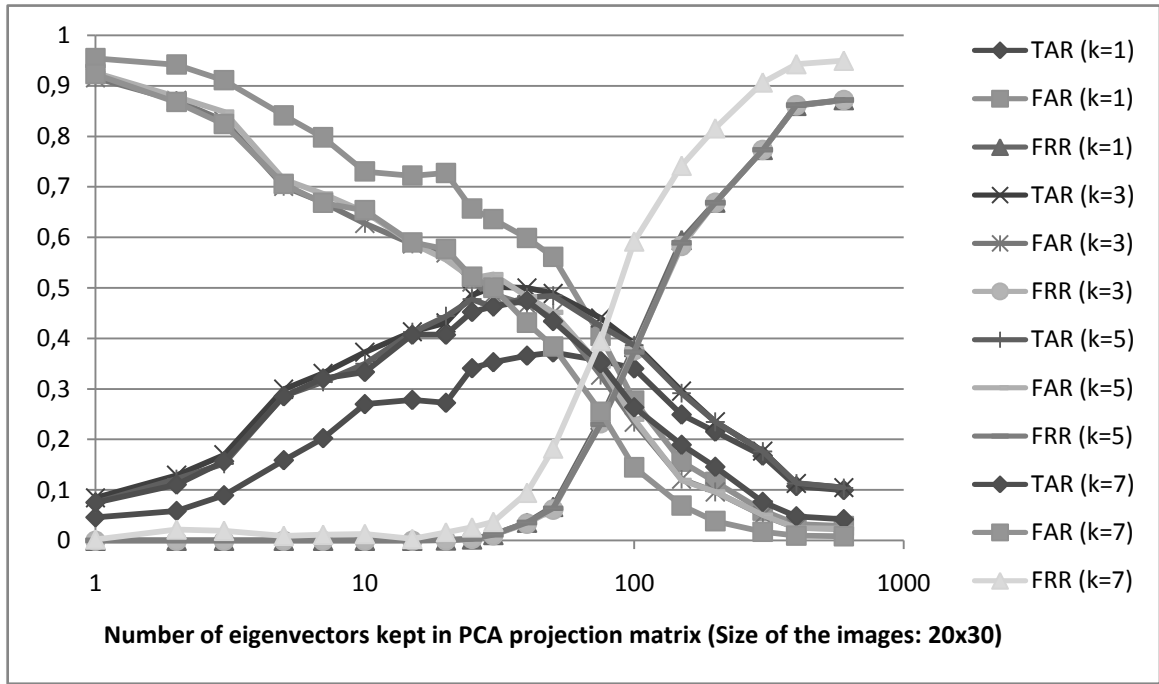 1
0,9
0,8
0,7
0,6
0,5
0,4
0,3
0,2
0,1
0
1 10 100 1000
Number of eigenvectors kept in PCA projection matrix (Size of the images: 20x30)
TAR (k=1)
FAR (k=1)
FRR (k=1)
TAR (k=3)
FAR (k=3)
FRR (k=3)
TAR (k=5)
FAR (k=5)
FRR (k=5)
TAR (k=7)
FAR (k=7)
FRR (k=7)